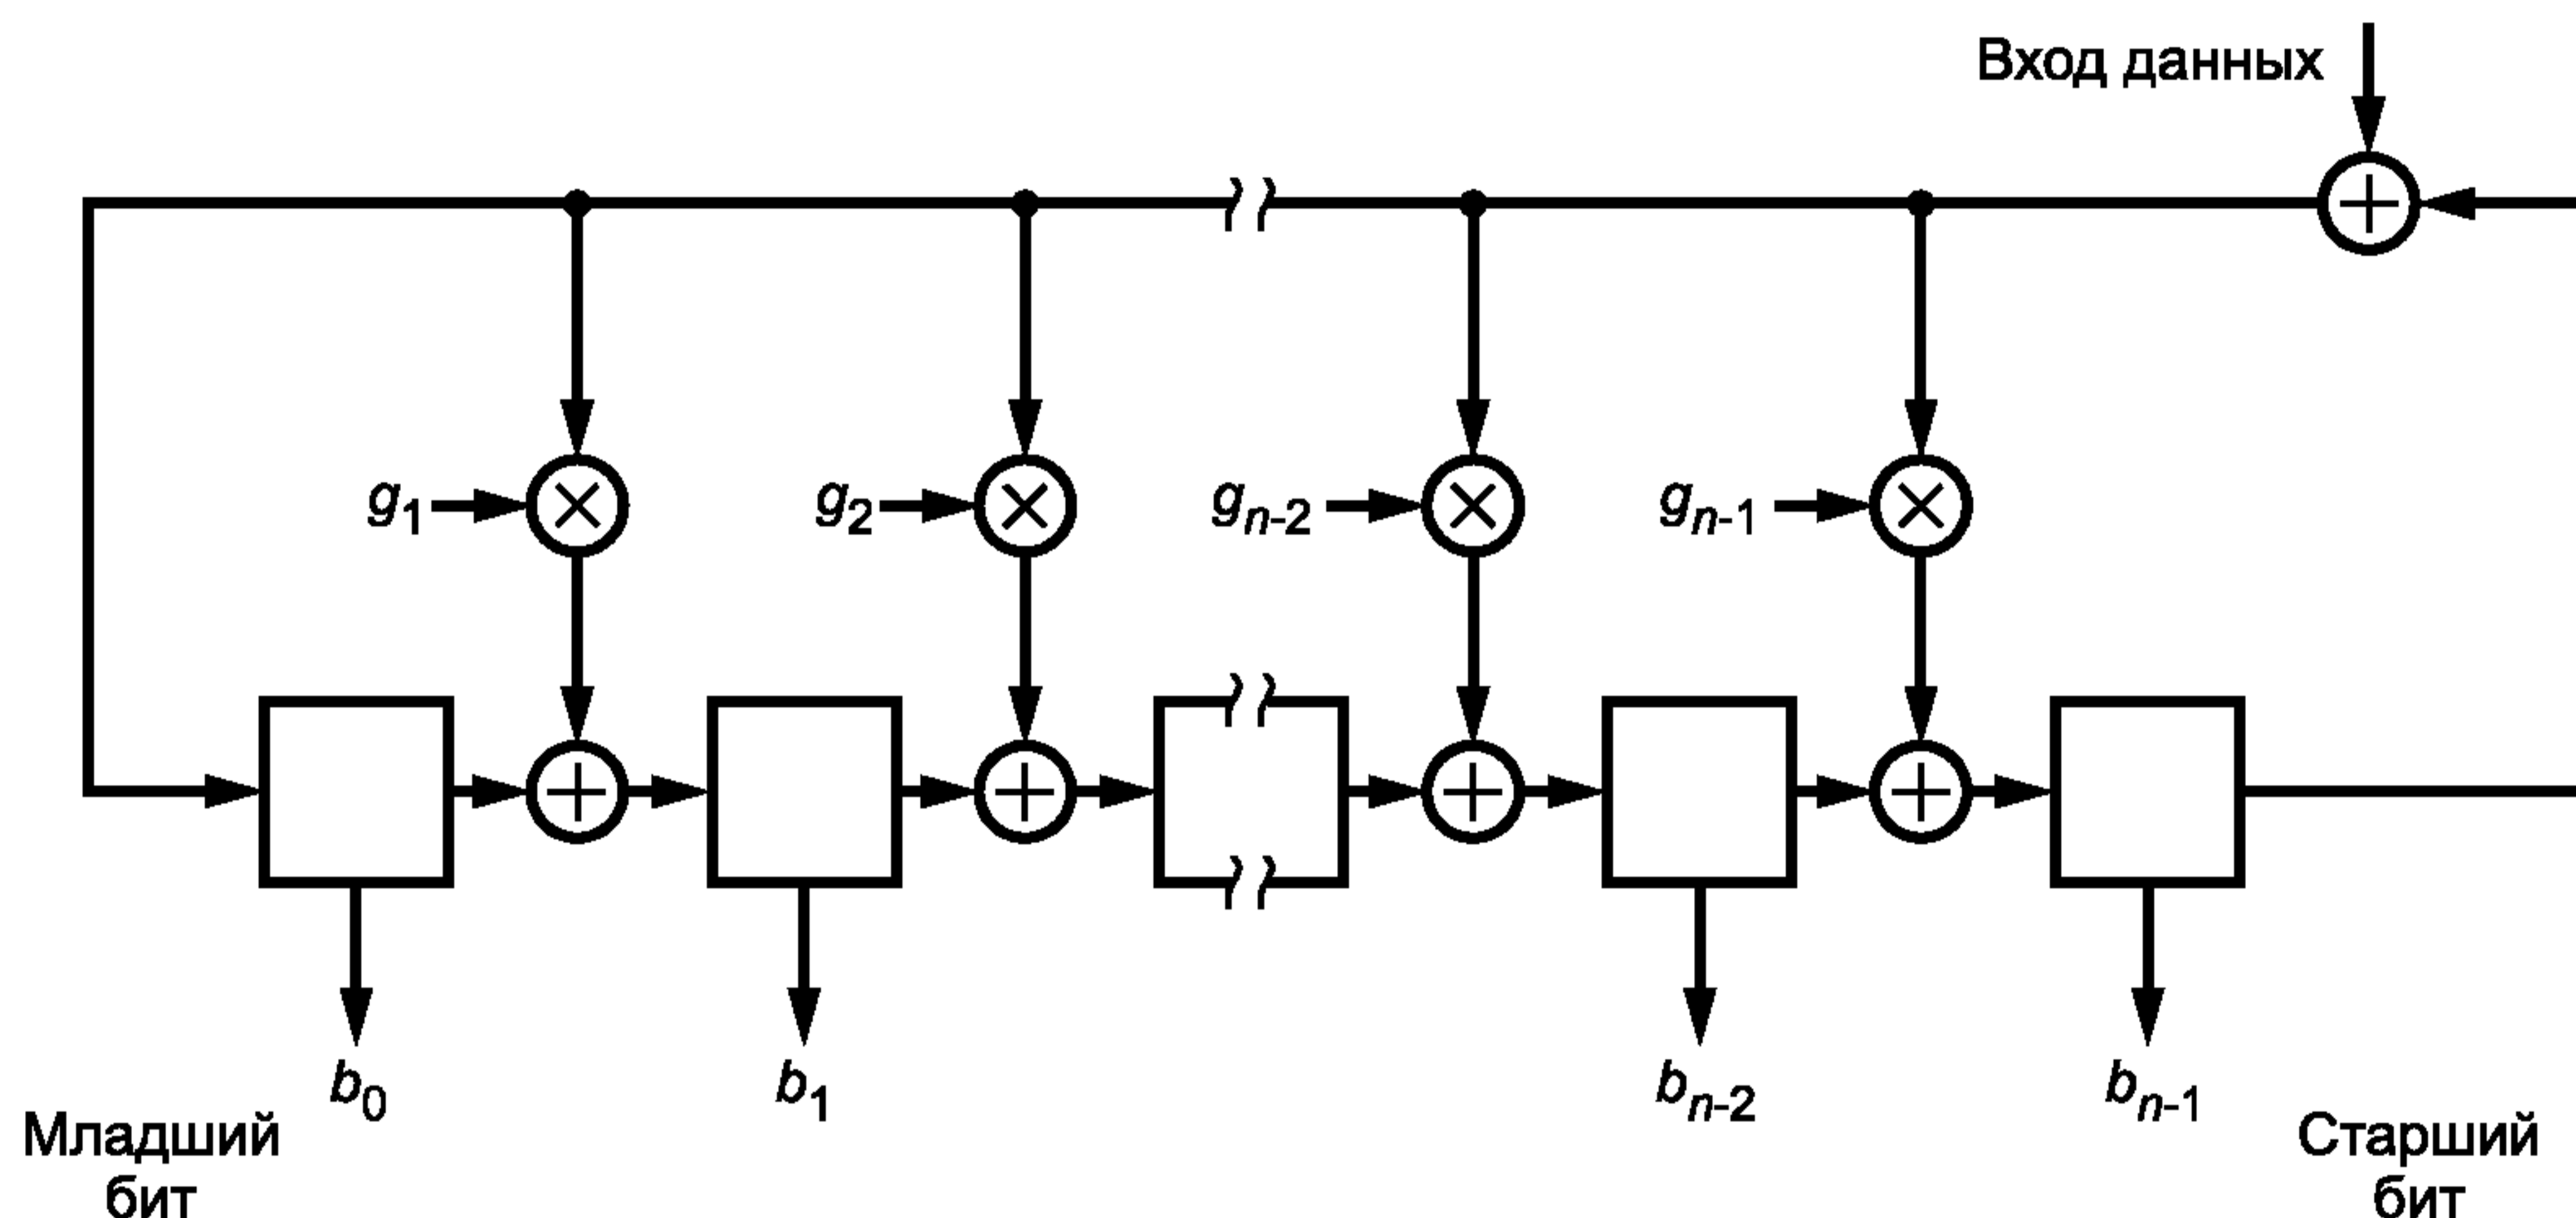 Вход данных
g1 g2 gn-2 gn-1
b0 b1 bn-2 bn-1
Младший
бит
Старший
бит